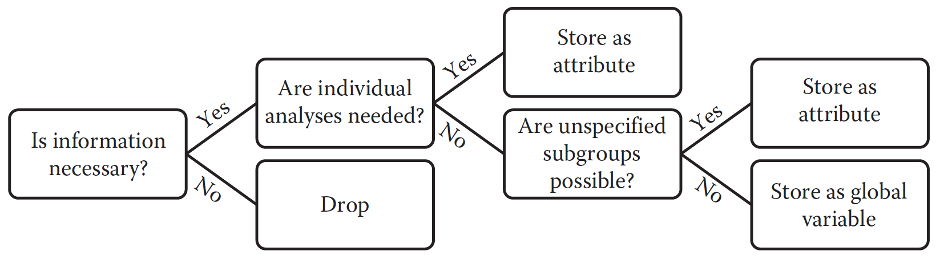 Is information
necessary?
Yes
No
Are individual
analyses needed?
Drop
Yes
No
Store as
attribute
Are unspecified
subgroups
possible?
Yes
No
Store as
attribute
Store as global
variable